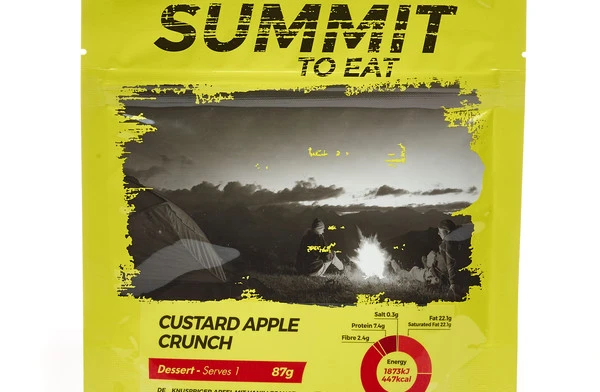 SUMMIT
TO EAT
CUSTARD APPLE
CRUNCH
Dessert - Serves 1 87g
Salt 0.3g
Protein 7.4g
Fibre 2.4g
Fat 22.1g
Saturated Fat 22.1g
Energy
1873kJ
447kcal